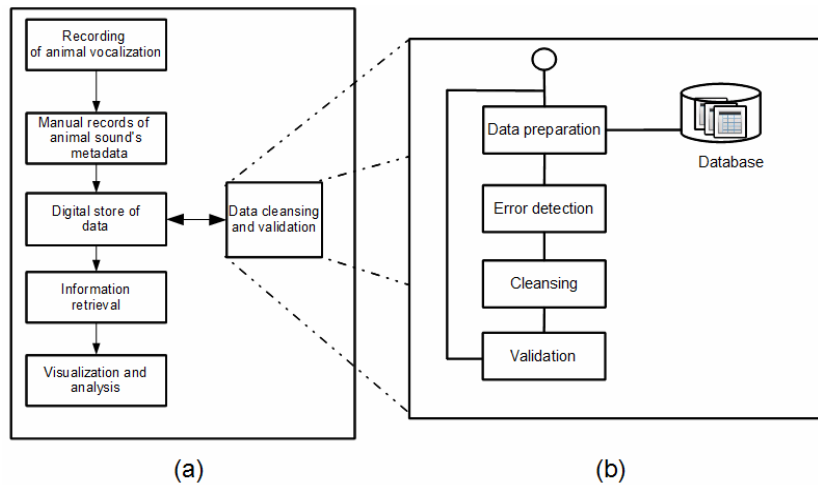 Recording
of animal vocalization
Manual records of
animal sound's
metadata
Digital store of
data
Data cleansing
and validation
Information
retrieval
Visualization and
analysis
(a)
Data preparation
Database
Error detection
Cleansing
Validation
(b)